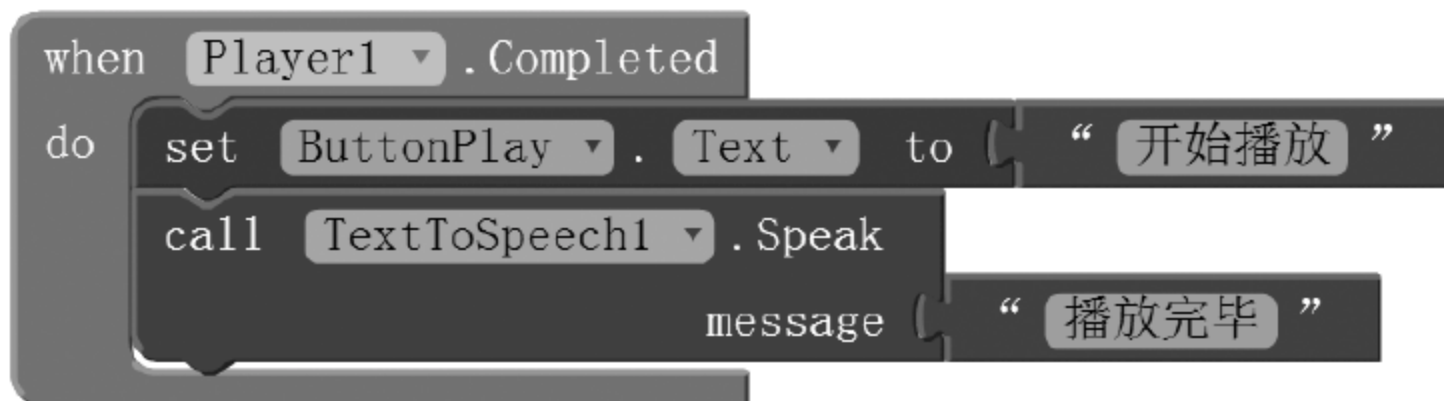 when Player1 .Completed
do set ButtonPlay . Text to “ 开始播放 ”
call TextToSpeech1 .Speak
message “ 播放完毕 ”